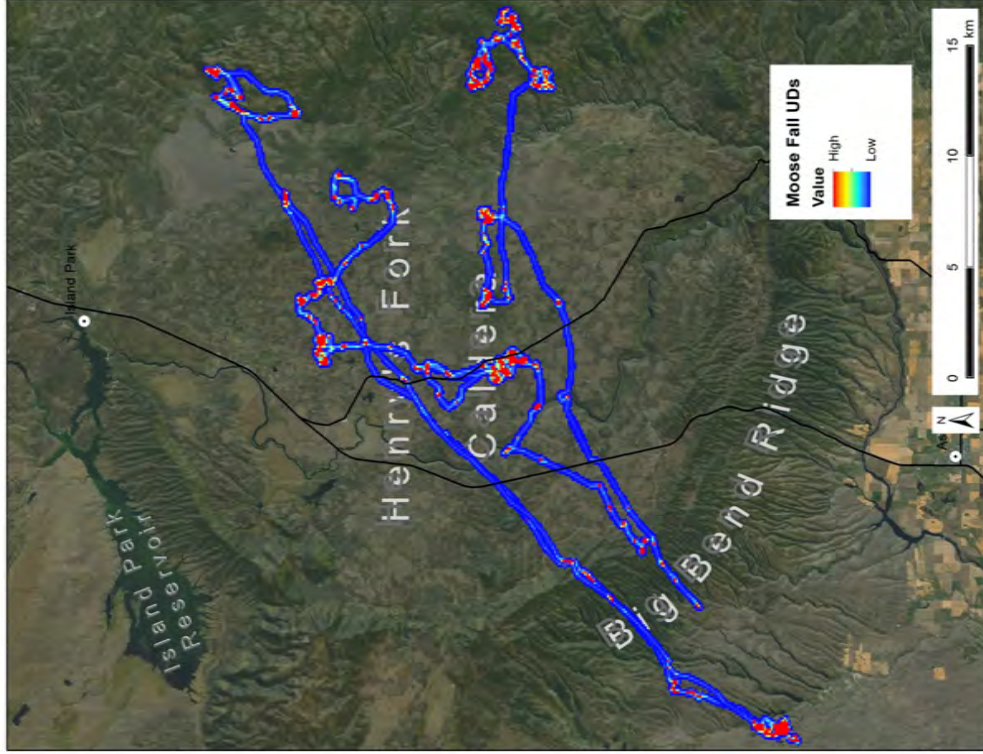 Island Park
Island Park
Reservoir
Henry's Fork
Caldera
Big Bend Ridge
Moose Fall UDs
Value
High
Low
N
0 5 10 15
km